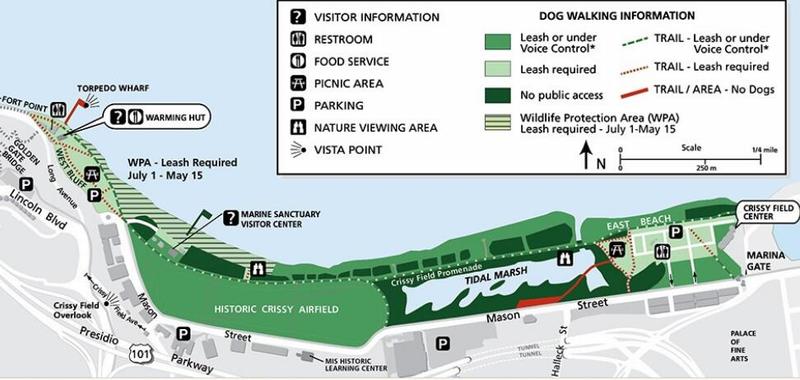 VISITOR INFORMATION
RESTROOM
FOOD SERVICE
PICNIC AREA
PARKING
NATURE VIEWING AREA
VISTA POINT
DOG WALKING INFORMATION
Leash or under
Voice Control*
Leash required
No public access
Wildlife Protection Area (WPA)
Leash required - July 1-May 15
TRAIL - Leash or under
Voice Control*
TRAIL - Leash required
TRAIL / AREA - No Dogs
N
Scale
0
1/4 mile
0
250 m
TORPEDO WHARF
FORT POINT
? WARMING HUT
GOLDEN
GATE
BRIDGE
WEST BLUFF
Long Avenue
P
P
Lincoln Blvd
WPA - Leash Required
July 1 - May 15
? MARINE SANCTUARY
VISITOR CENTER
CRISSY FIELD
CENTER
EAST BEACH
P
MARINA
GATE
Crissy Field Promenade
TIDAL MARSH
HISTORIC CRISSY AIRFIELD
Mason
Street
Mason
Street
Crissy Field Ave
Crissy Field
Overlook
Presidio
Parkway
101
P
P
MIS HISTORIC
LEARNING CENTER
TUNNEL
TUNNEL
Halleck St
PALACE
OF
FINE
ARTS